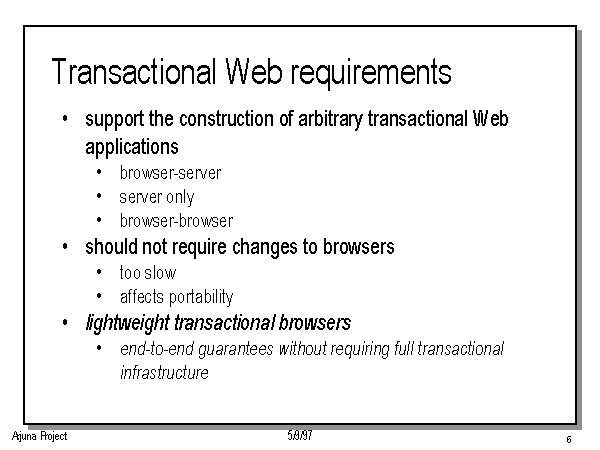 Transactional Web requirements
• support the construction of arbitrary transactional Web
applications
• browser-server
• server only
• browser-browser
• should not require changes to browsers
• too slow
• affects portability
• lightweight transactional browsers
• end-to-end guarantees without requiring full transactional
infrastructure
Arjuna Project
5/9/97
6